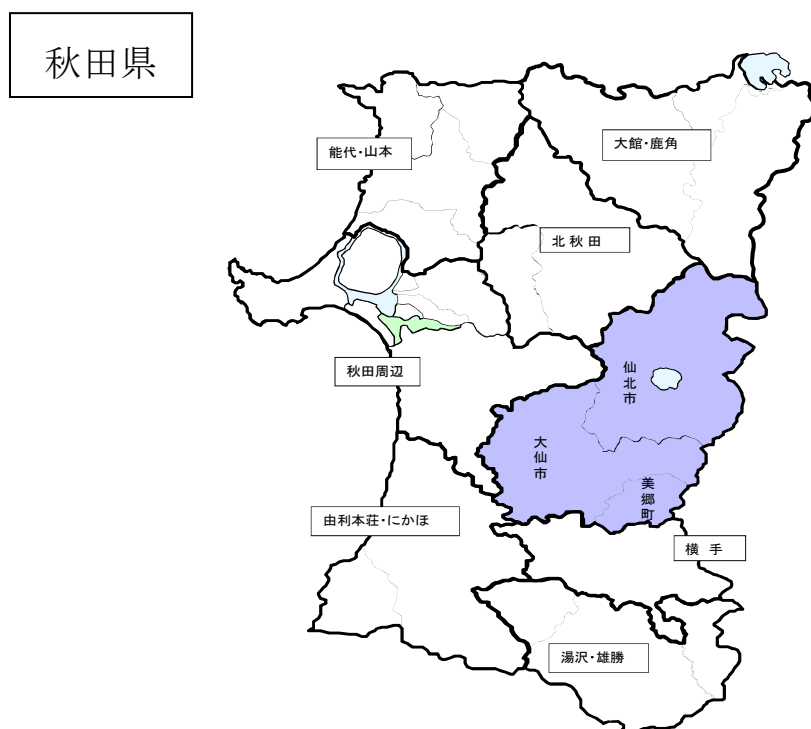 秋田県
能代・山本
大館・鹿角
北秋田
秋田周辺
仙北市
大仙市
美郷町
由利本荘・にかほ
横 手
湯沢・雄勝